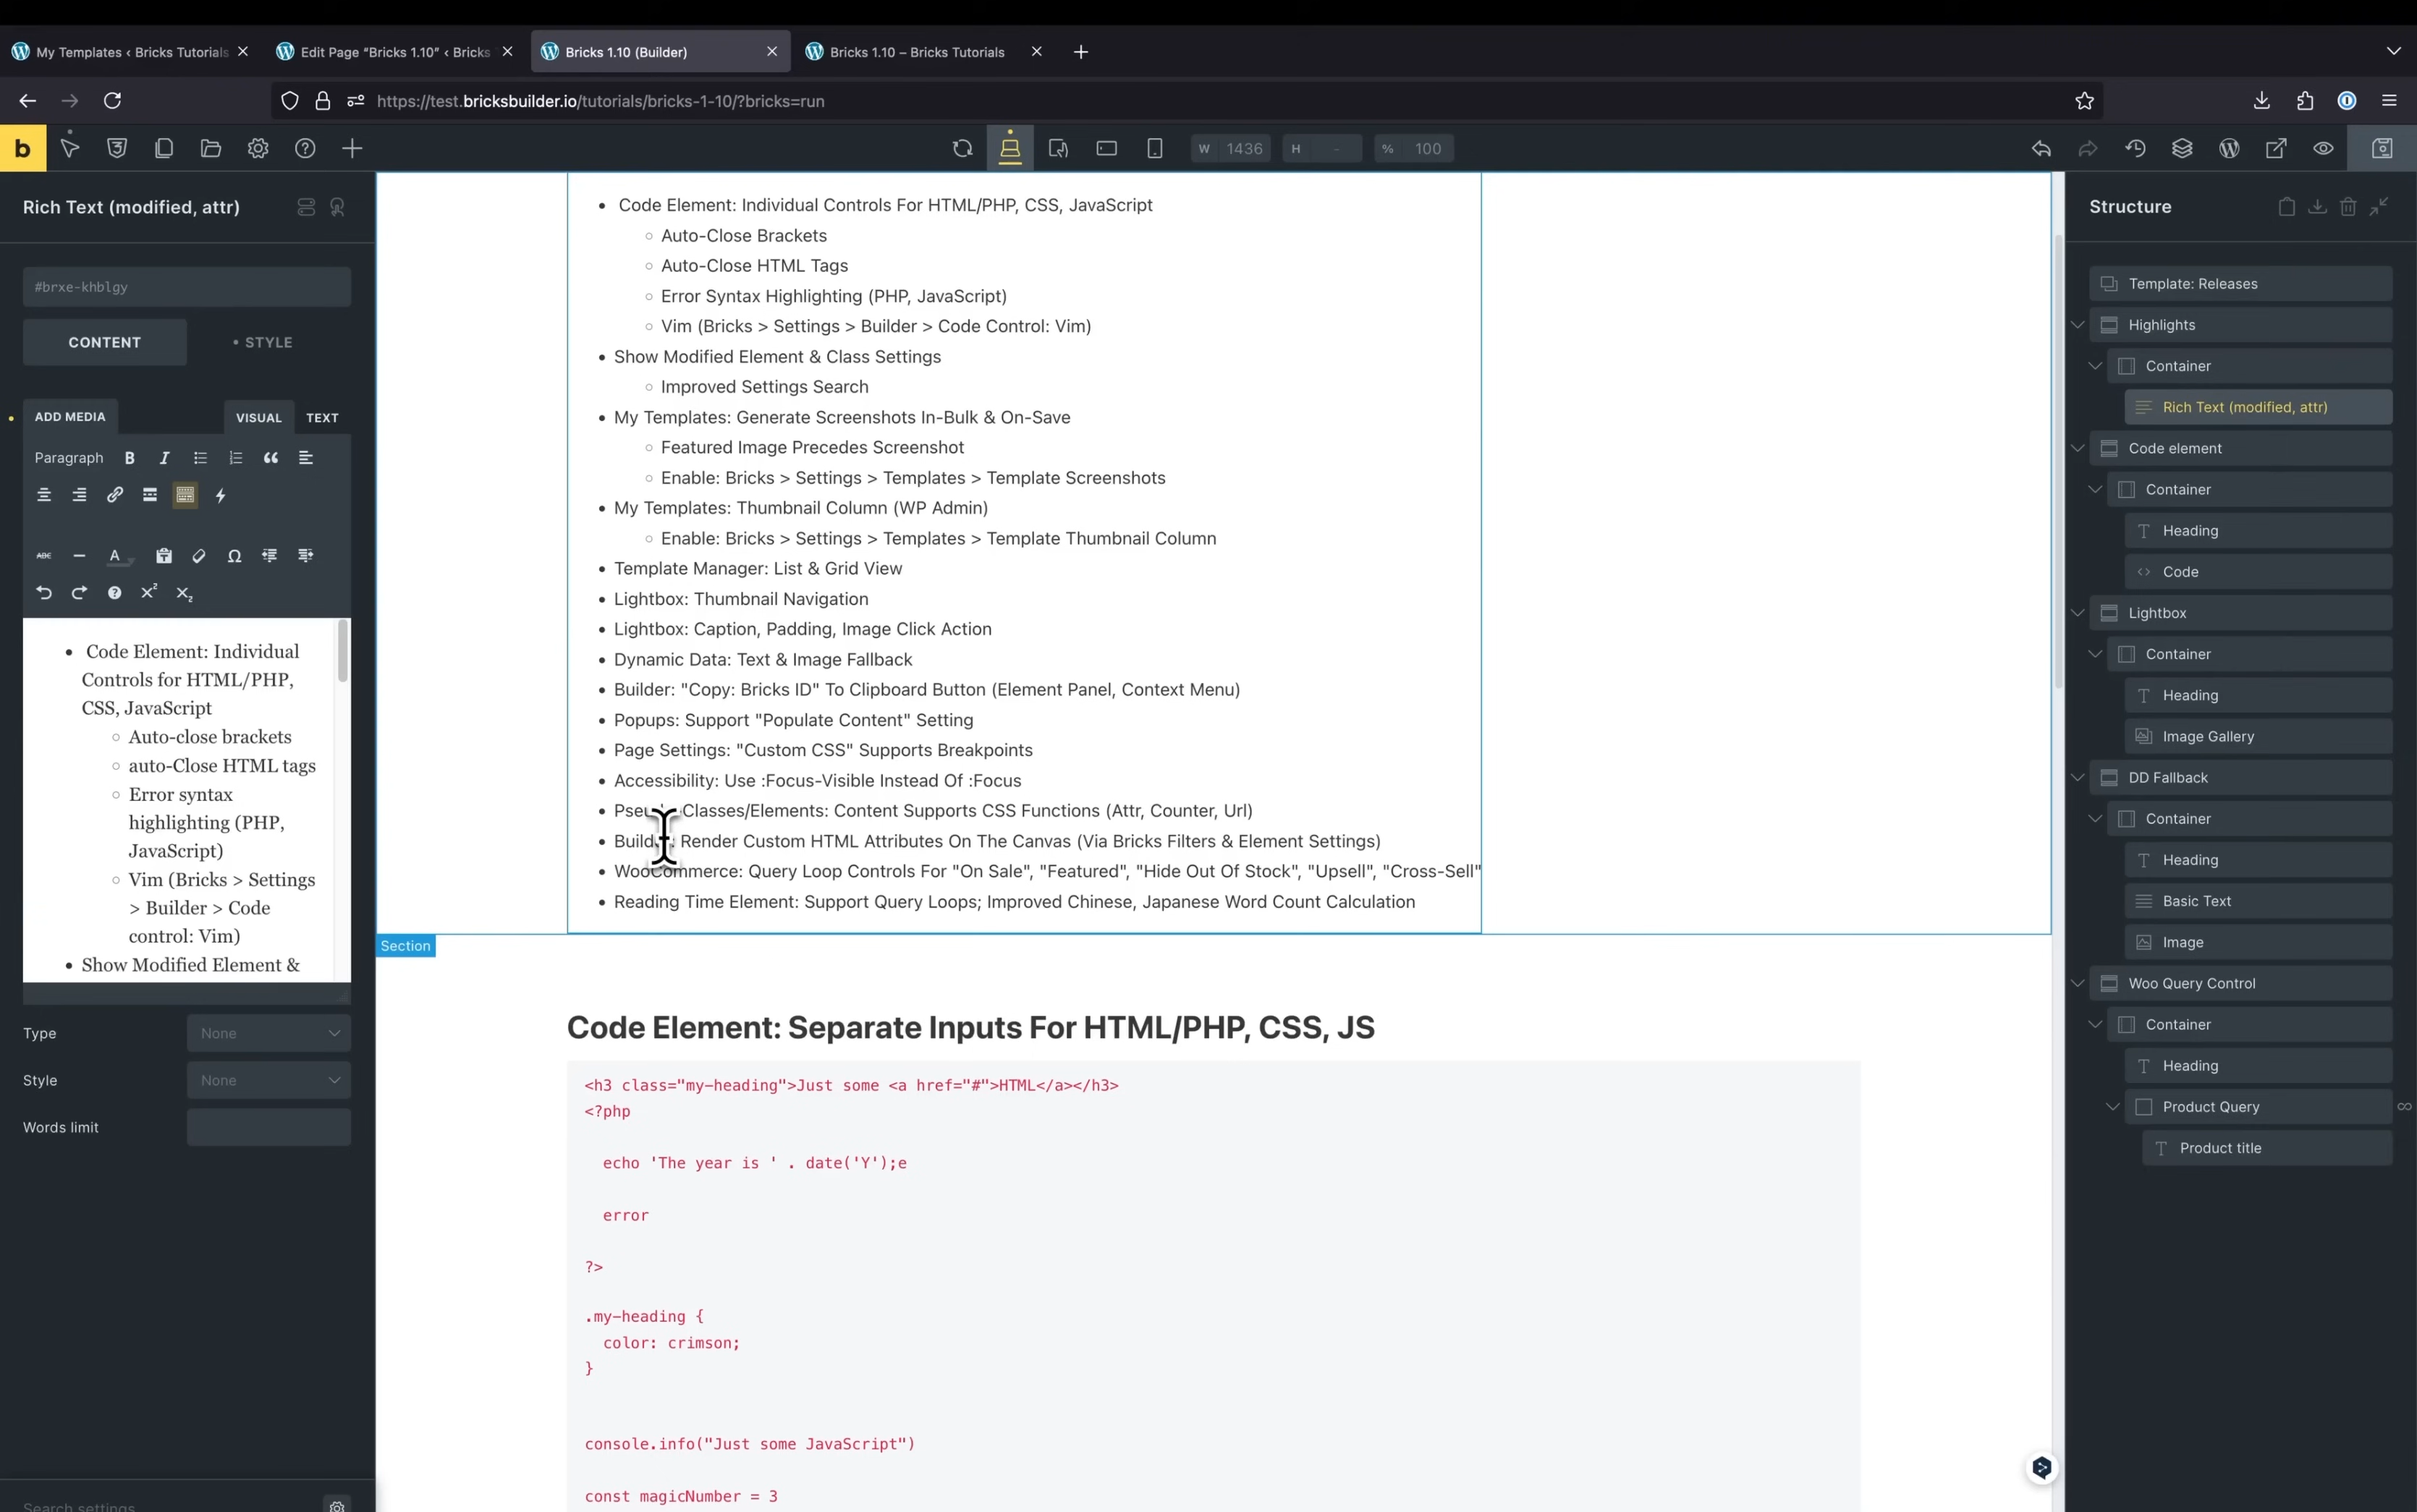 My Templates ‹ Bricks Tutorials
Edit Page “Bricks 1.10” ‹ Bricks
Bricks 1.10 (Builder)
Bricks 1.10 – Bricks Tutorials
https://test.bricksbuilder.io/tutorials/bricks-1-10/?bricks=run
b
W 1436
H -
% 100
Rich Text (modified, attr)
#brxe-khblgy
CONTENT
• STYLE
ADD MEDIA
VISUAL
TEXT
Paragraph
Code Element: Individual
Controls for HTML/PHP,
CSS, JavaScript
Auto-close brackets
auto-Close HTML tags
Error syntax
highlighting (PHP,
JavaScript)
Vim (Bricks > Settings
> Builder > Code
control: Vim)
Show Modified Element &
Type
None
Style
None
Words limit
Search settings
Code Element: Individual Controls For HTML/PHP, CSS, JavaScript
Auto-Close Brackets
Auto-Close HTML Tags
Error Syntax Highlighting (PHP, JavaScript)
Vim (Bricks > Settings > Builder > Code Control: Vim)
Show Modified Element & Class Settings
Improved Settings Search
My Templates: Generate Screenshots In-Bulk & On-Save
Featured Image Precedes Screenshot
Enable: Bricks > Settings > Templates > Template Screenshots
My Templates: Thumbnail Column (WP Admin)
Enable: Bricks > Settings > Templates > Template Thumbnail Column
Template Manager: List & Grid View
Lightbox: Thumbnail Navigation
Lightbox: Caption, Padding, Image Click Action
Dynamic Data: Text & Image Fallback
Builder: "Copy: Bricks ID" To Clipboard Button (Element Panel, Context Menu)
Popups: Support "Populate Content" Setting
Page Settings: "Custom CSS" Supports Breakpoints
Accessibility: Use :Focus-Visible Instead Of :Focus
Classes/Elements: Content Supports CSS Functions (Attr, Counter, Url)
Render Custom HTML Attributes On The Canvas (Via Bricks Filters & Element Settings)
WooCommerce: Query Loop Controls For "On Sale", "Featured", "Hide Out Of Stock", "Upsell", "Cross-Sell"
Reading Time Element: Support Query Loops; Improved Chinese, Japanese Word Count Calculation
Section
Code Element: Separate Inputs For HTML/PHP, CSS, JS
<h3 class="my-heading">Just some <a href="#">HTML</a></h3>
<?php
echo 'The year is ' . date('Y');e
error
?>
.my-heading {
color: crimson;
}
console.info("Just some JavaScript")
const magicNumber = 3
Structure
Template: Releases
Highlights
Container
Rich Text (modified, attr)
Code element
Container
Heading
Code
Lightbox
Container
Heading
Image Gallery
DD Fallback
Container
Heading
Basic Text
Image
Woo Query Control
Container
Heading
Product Query
Product title